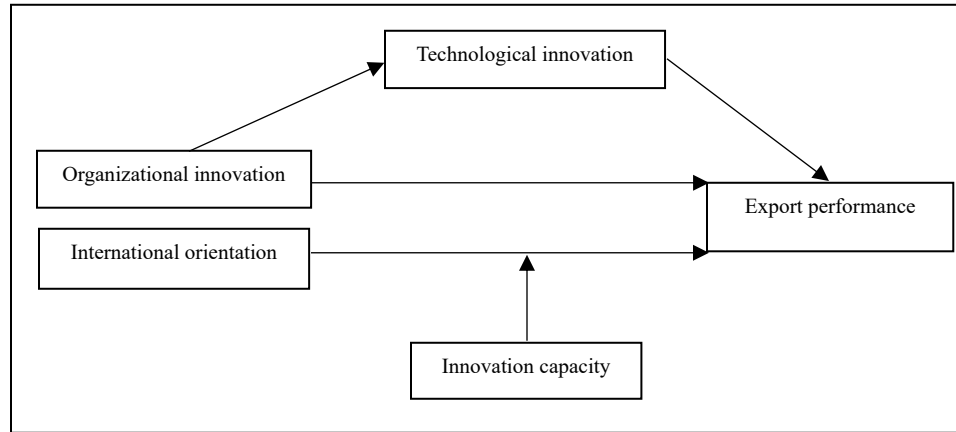 Technological innovation
Organizational innovation
Export performance
International orientation
Innovation capacity